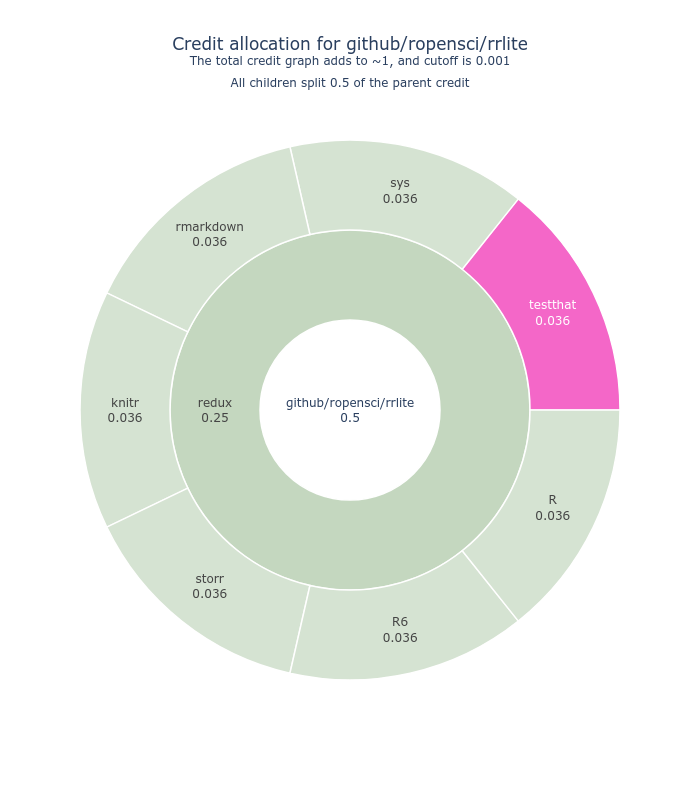 Credit allocation for github/ropensci/rrlite
The total credit graph adds to ~1, and cutoff is 0.001
All children split 0.5 of the parent credit
sys
0.036
rmarkdown
0.036
testthat
0.036
knitr
0.036
redux
0.25
github/ropensci/rrlite
0.5
R
0.036
storr
0.036
R6
0.036